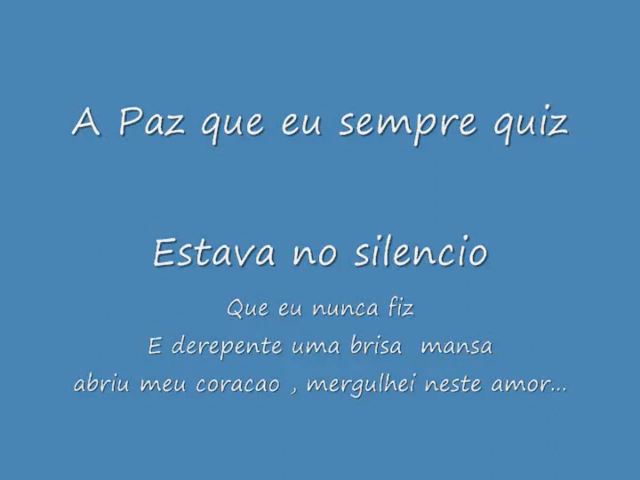 A Paz que eu sempre quiz
Estava no silencio
Que eu nunca fiz
E derepente uma brisa mansa
abriu meu coracao , mergulhei neste amor...